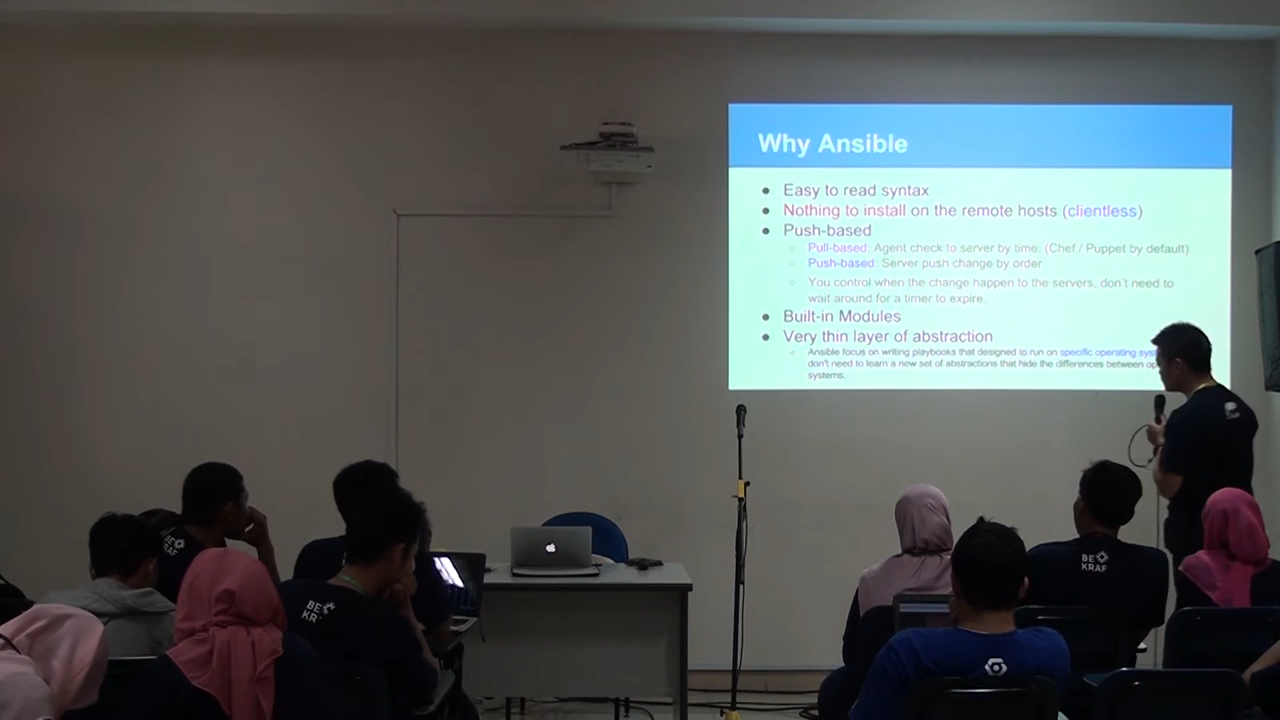 Why Ansible
● Easy to read syntax
● Nothing to install on the remote hosts (clientless)
● Push-based
○ Pull-based: Agent check to server by time. (Chef / Puppet by default)
○ Push-based: Server push change by order.
○ You control when the change happen to the servers, don't need to
wait around for a timer to expire.
● Built-in Modules
● Very thin layer of abstraction
○ Ansible focus on writing playbooks that designed to run on specific operating
don't need to learn a new set of abstractions that hide the differences between
systems.
BE
KRAF
BE
KR
BE
KRAF